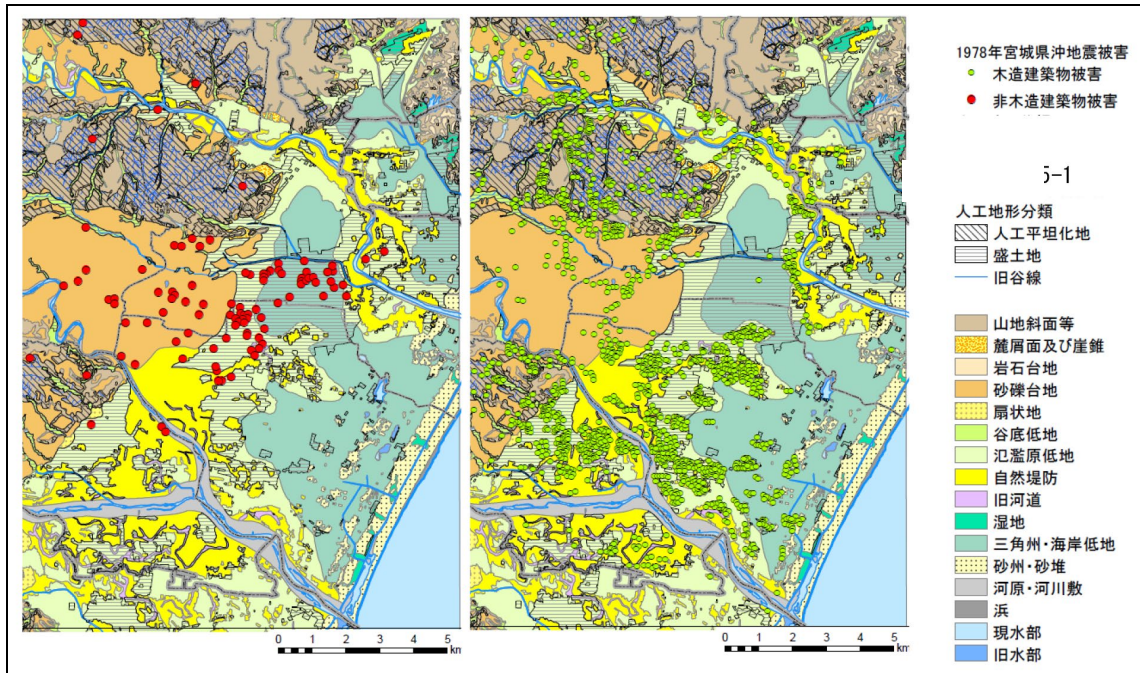 1978年宮城県沖地震被害
木造建築物被害
非木造建築物被害
5-1
人工地形分類
人工平坦化地
盛土地
旧谷線
山地斜面等
麓屑面及び崖錐
岩石台地
砂礫台地
扇状地
谷底低地
氾濫原低地
自然堤防
旧河道
湿地
三角州・海岸低地
砂州・砂堆
河原・河川敷
浜
現水部
旧水部
0 1 2 3 4 5
km
0 1 2 3 4 5
km